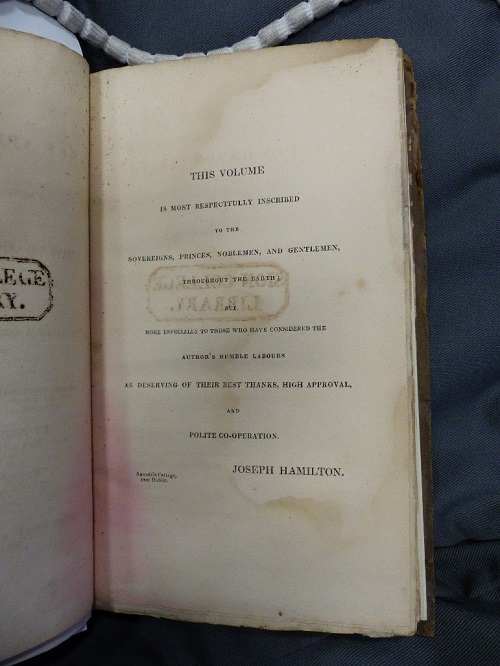 LEGE
RY.
THIS VOLUME
IS MOST RESPECTFULLY INSCRIBED
TO THE
SOVEREIGNS, PRINCES, NOBLEMEN, AND GENTLEMEN,
THROUGHOUT THE EARTH;
BUT
MORE ESPECIALLY TO THOSE WHO HAVE CONSIDERED THE
AUTHOR'S HUMBLE LABOURS
AS DESERVING OF THEIR BEST THANKS, HIGH APPROVAL,
AND
POLITE CO-OPERATION.
JOSEPH HAMILTON.
Cottage,
near Dublin.